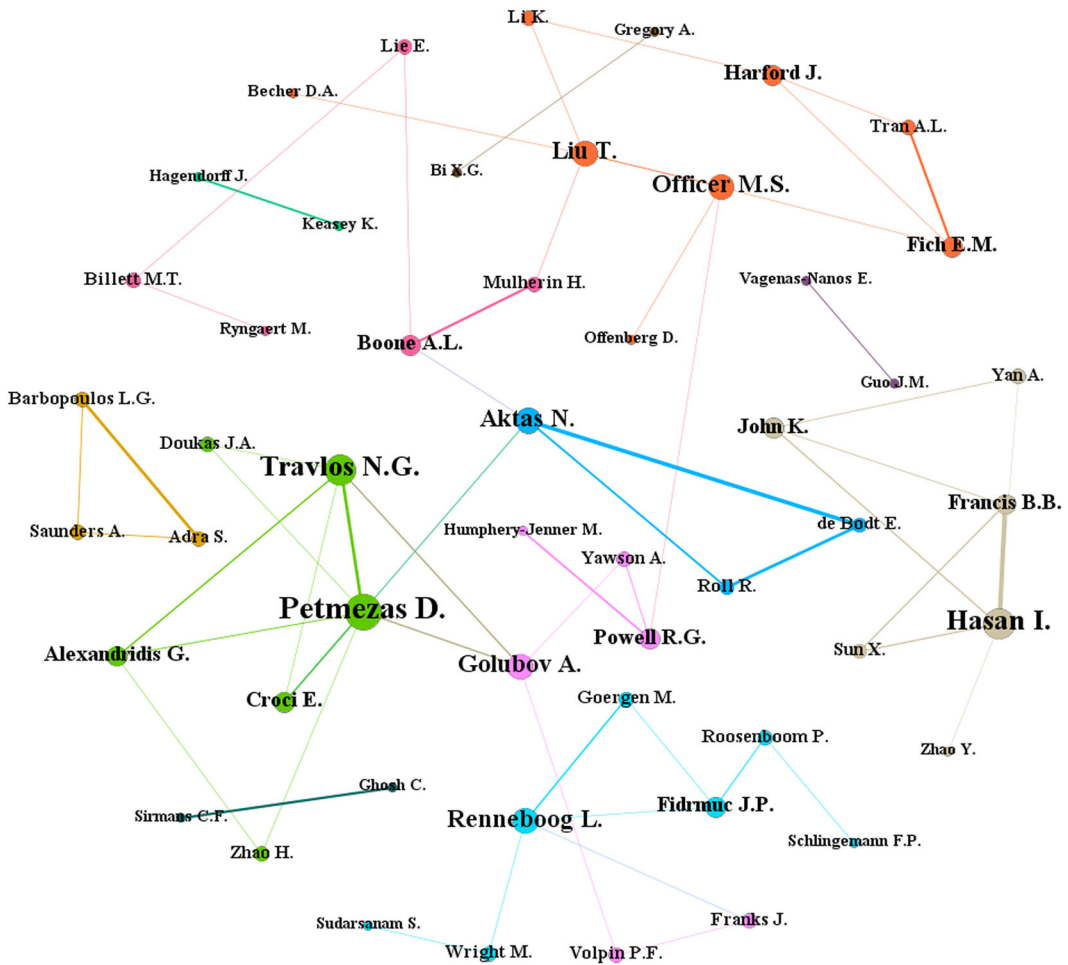 Li K.
Gregory A.
Lie E.
Harford J.
Becher D.A.
Tran A.L.
Liu T.
Bi X.G.
Officer M.S.
Hagendorff J.
Keasey K.
Fich E.M.
Billett M.T.
Mulherin H.
Vagenas-Nanos E.
Ryngaert M.
Offenberg D.
Boone A.L.
Guo J.M.
Yan A.
Barbopoulos L.G.
Aktas N.
John K.
Doukas J.A.
Travlos N.G.
Francis B.B.
Saunders A.
Adra S.
Humphery-Jenner M.
de Bodt E.
Yawson A.
Roll R.
Petmezas D.
Hasan I.
Powell R.G.
Alexandridis G.
Golubov A.
Sun X.
Croci E.
Goergen M.
Roosenboom P.
Zhao Y.
Ghosh C.
Fidrmuc J.P.
Sirmans C.F.
Renneboog L.
Schlingemann F.P.
Zhao H.
Sudarsanam S.
Franks J.
Wright M.
Volpin P.F.